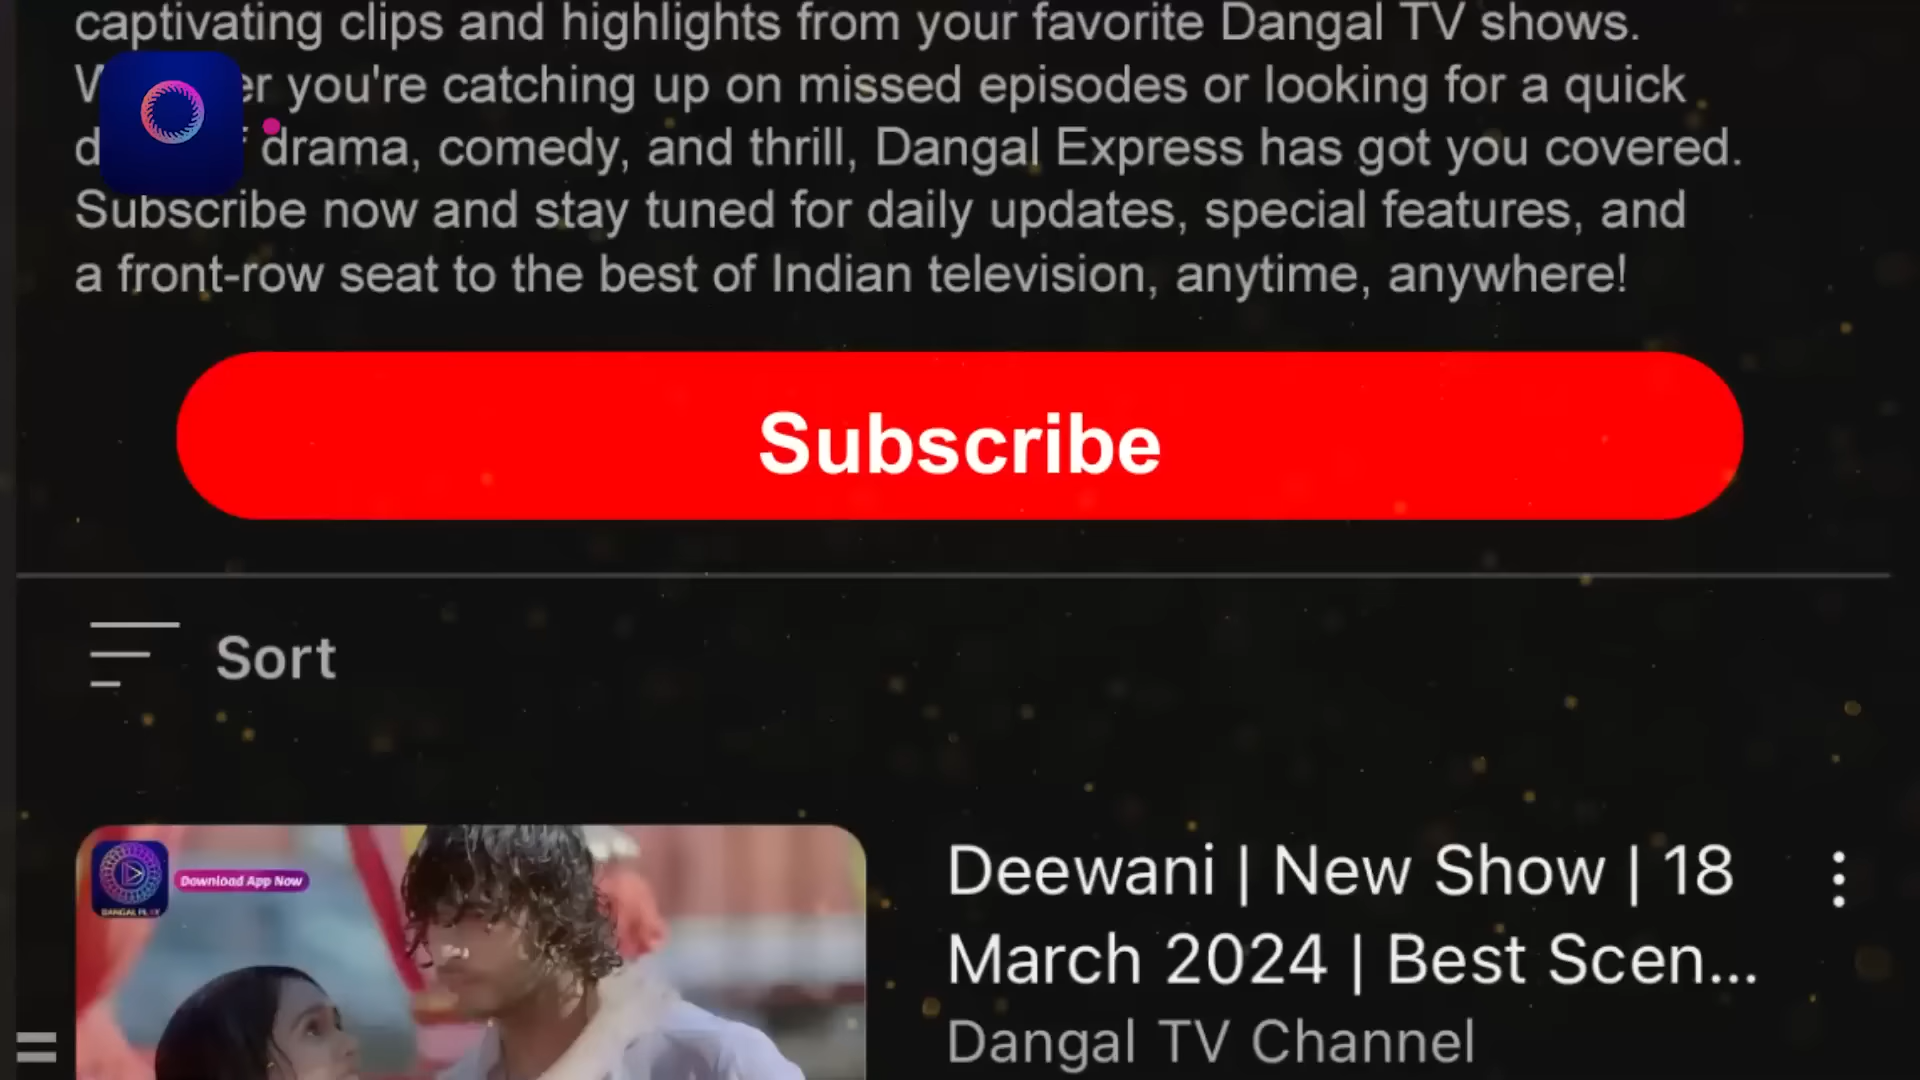 captivating clips and highlights from your favorite Dangal TV shows.
you're catching up on missed episodes or looking for a quick
drama, comedy, and thrill, Dangal Express has got you covered.
Subscribe now and stay tuned for daily updates, special features, and
a front-row seat to the best of Indian television, anytime, anywhere!
Subscribe
Sort
Download App Now
DANGAL PLAY
Deewani | New Show | 18
March 2024 | Best Scen...
Dangal TV Channel